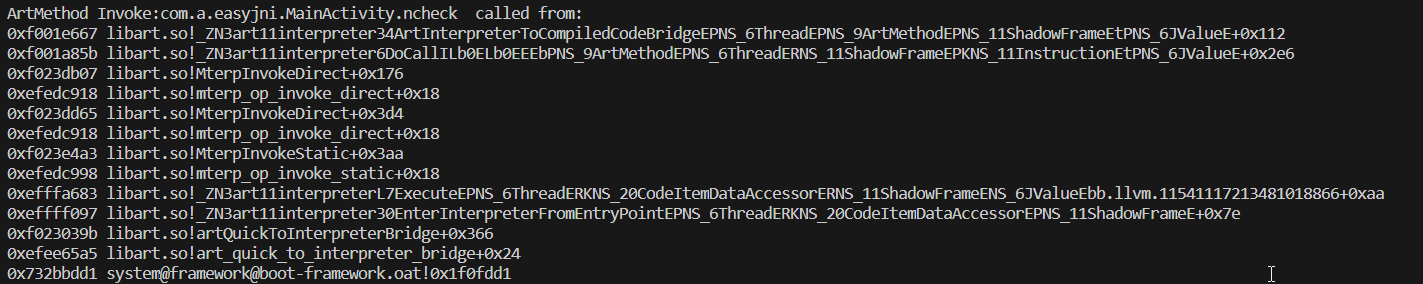 ArtMethod Invoke:com.a.easyjni.MainActivity.ncheck  called from:
0xf001e667 libart.so!_ZN3art11interpreter34ArtInterpreterToCompiledCodeBridgeEPNS_6ThreadEPNS_9ArtMethodEPNS_11ShadowFrameEtPNS_6JValueE+0x112
0xf001a85b libart.so!_ZN3art11interpreter6DoCallILb0ELb0EEEbPNS_9ArtMethodEPNS_6ThreadERNS_11ShadowFrameEPKNS_11InstructionEtPNS_6JValueE+0x2e6
0xf023db07 libart.so!MterpInvokeDirect+0x176
0xefedc918 libart.so!mterp_op_invoke_direct+0x18
0xf023dd65 libart.so!MterpInvokeDirect+0x3d4
0xefedc918 libart.so!mterp_op_invoke_direct+0x18
0xf023e4a3 libart.so!MterpInvokeStatic+0x3aa
0xefedc998 libart.so!mterp_op_invoke_static+0x18
0xefffa683 libart.so!_ZN3art11interpreterL7ExecuteEPNS_6ThreadERKNS_20CodeItemDataAccessorERNS_11ShadowFrameENS_6JValueEbb.llvm.11541117213481018866+0xaa
0xeffff097 libart.so!_ZN3art11interpreter30EnterInterpreterFromEntryPointEPNS_6ThreadERKNS_20CodeItemDataAccessorEPNS_11ShadowFrameE+0x7e
0xf023039b libart.so!artQuickToInterpreterBridge+0x366
0xefee65a5 libart.so!art_quick_to_interpreter_bridge+0x24
0x732bbdd1 system@framework@boot-framework.oat!0x1f0fdd1